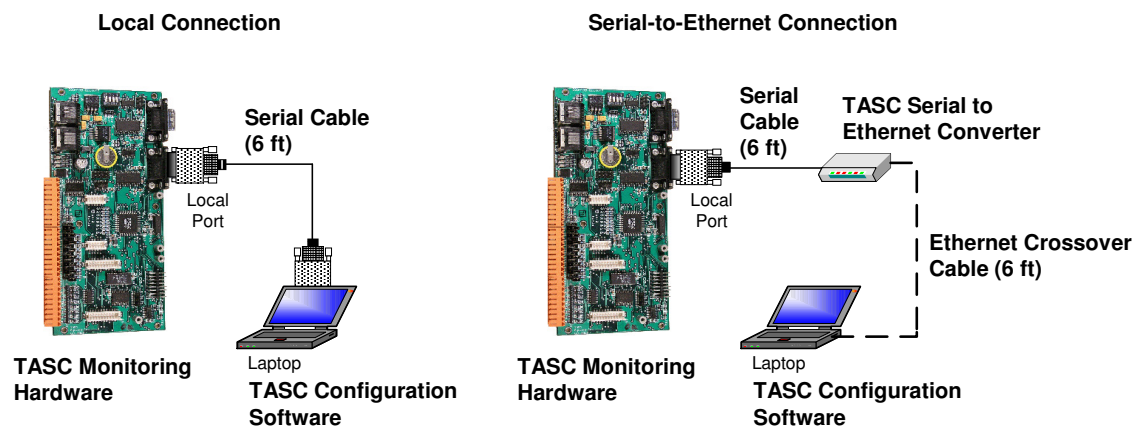 Local Connection
Serial Cable
(6 ft)
Local
Port
Laptop
TASC Monitoring
Hardware
TASC Configuration
Software
Serial-to-Ethernet Connection
Serial
Cable
(6 ft)
TASC Serial to
Ethernet Converter
Local
Port
Ethernet Crossover
Cable (6 ft)
Laptop
TASC Monitoring
Hardware
TASC Configuration
Software